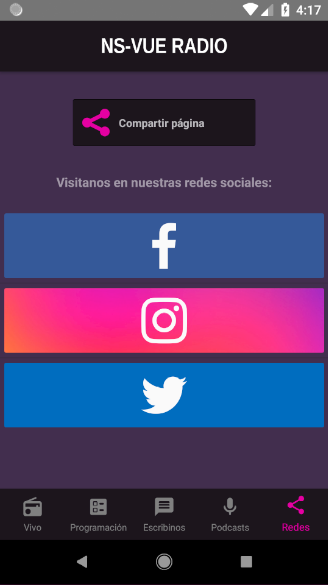 4:17
NS-VUE RADIO
Compartir página
Visitanos en nuestras redes sociales:
Vivo
Programación
Escribinos
Podcasts
Redes